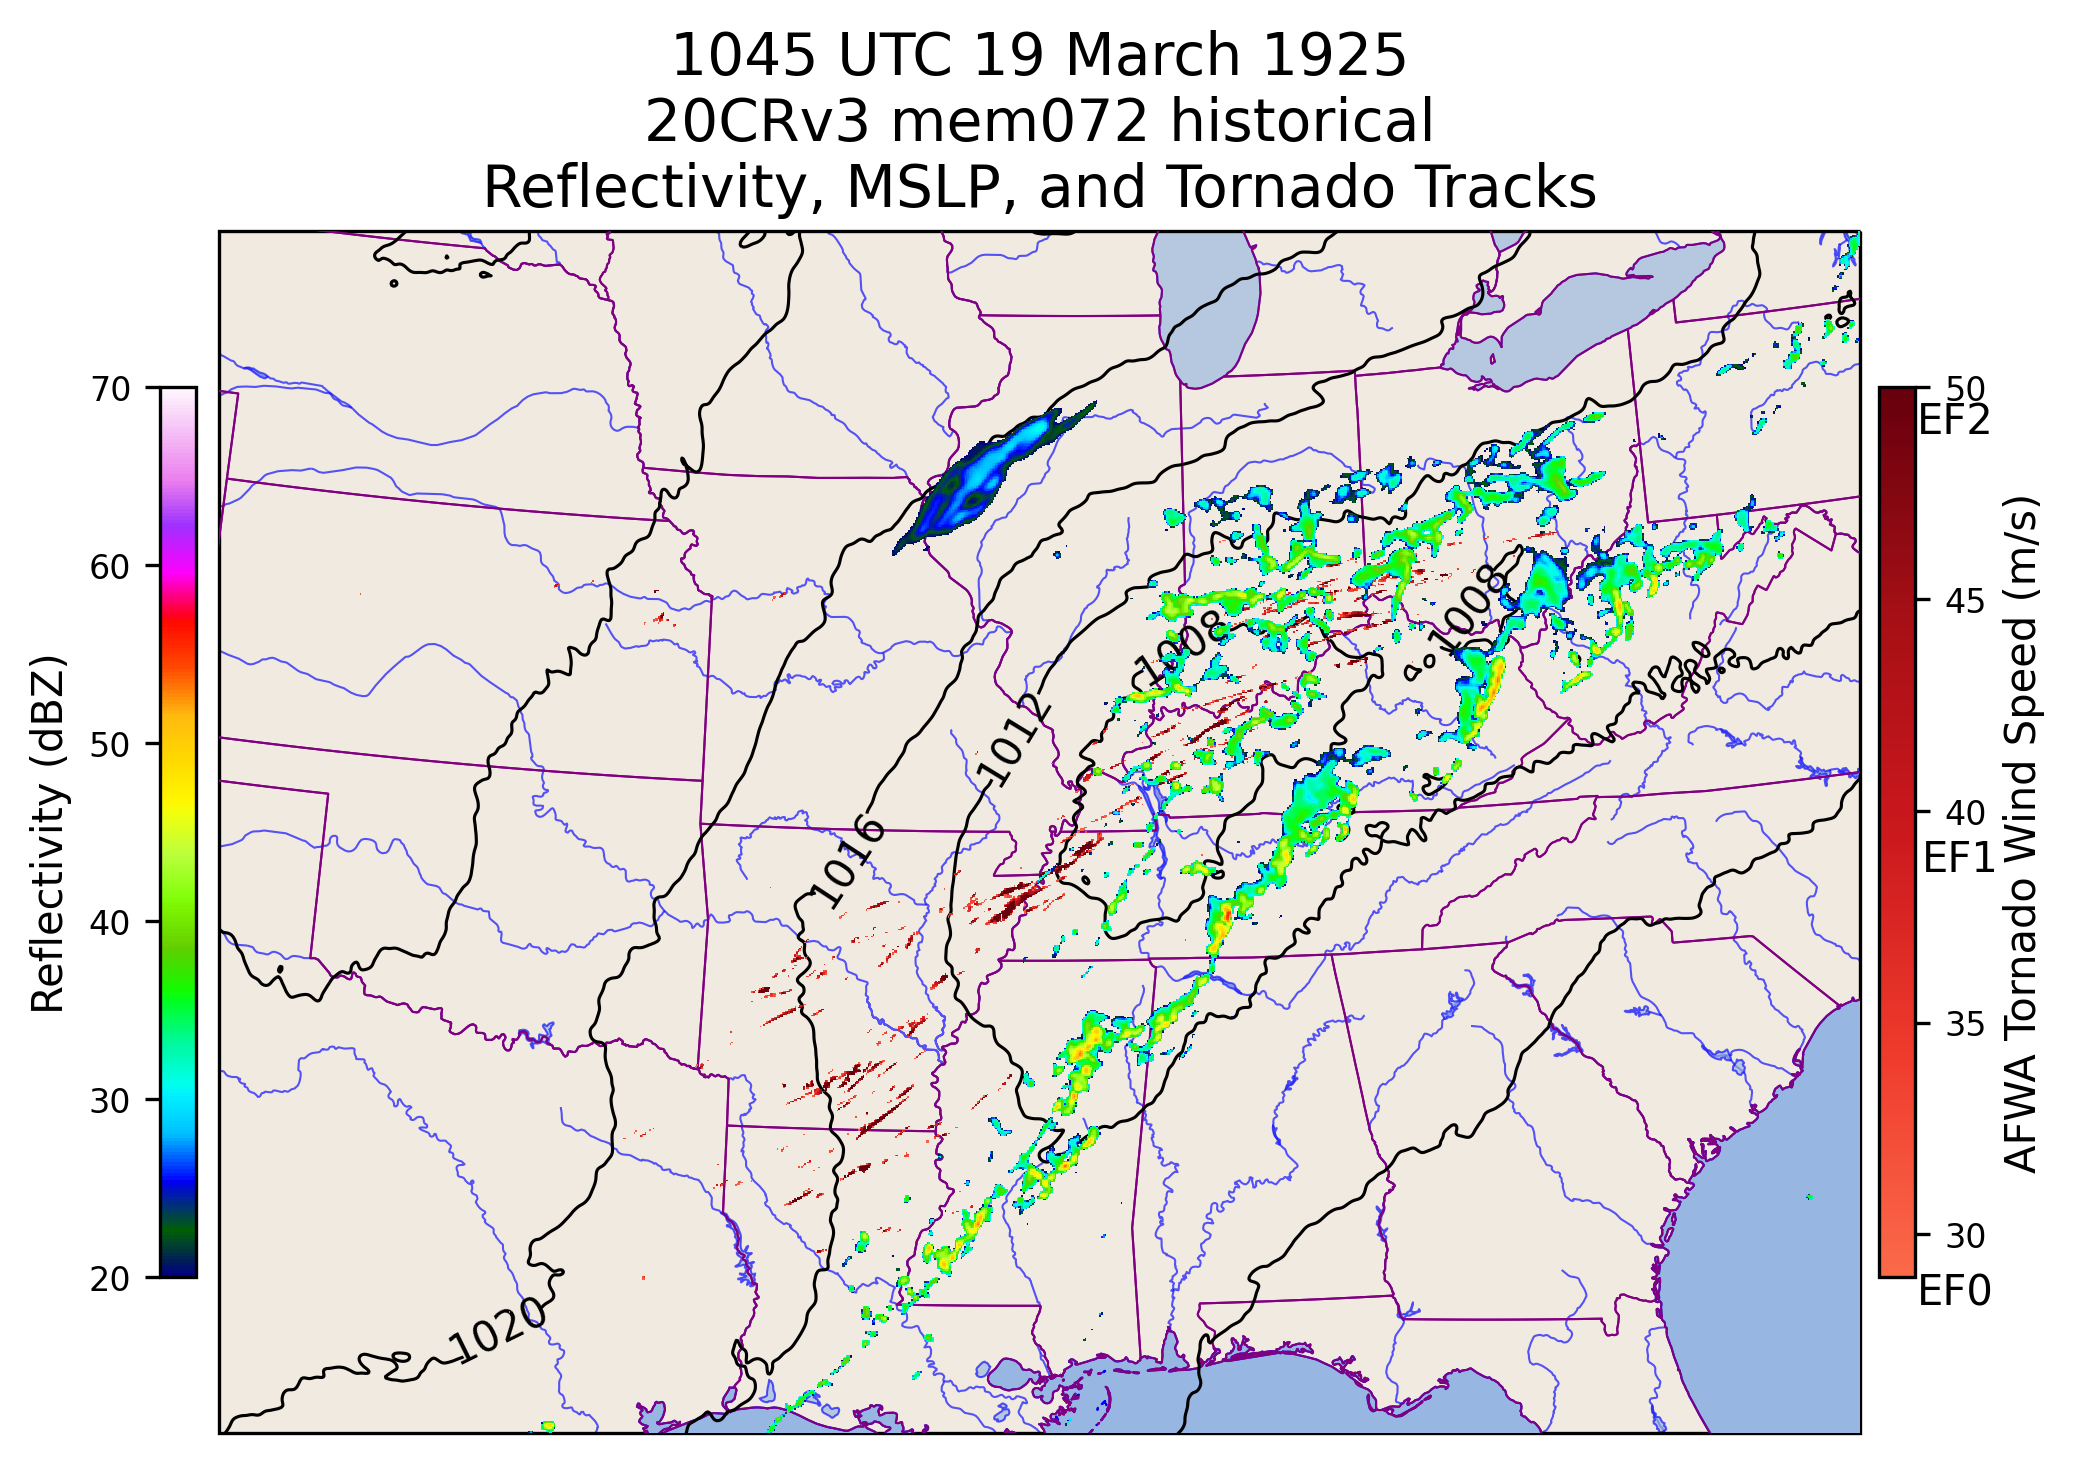 1045 UTC 19 March 1925
20CRv3 mem072 historical
Reflectivity, MSLP, and Tornado Tracks
70
60
50
40
30
20
Reflectivity (dBZ)
1008
1008
1012
1016
1020
50
EF2
45
40
EF1
35
30
EF0
AFWA Tornado Wind Speed (m/s)